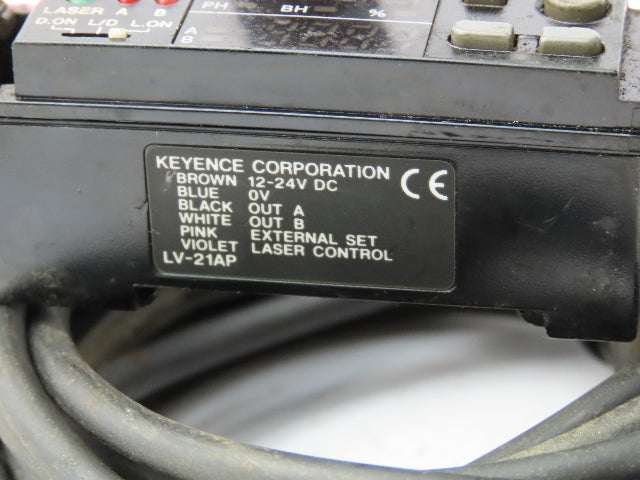 PH BH %
LASER A B
D.ON L/D L.ON
A
B
KEYENCE CORPORATION
BROWN 12-24V DC
BLUE 0V
BLACK OUT A
WHITE OUT B
PINK EXTERNAL SET
VIOLET LASER CONTROL
LV-21AP
CE